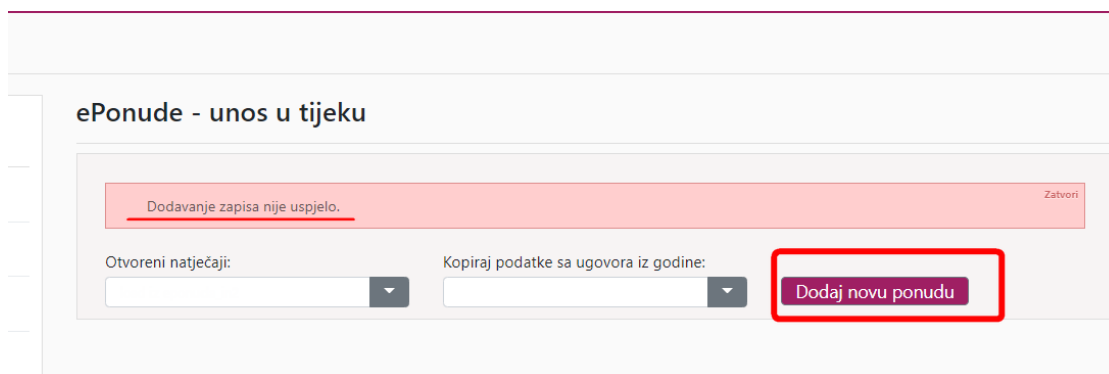 ePonude - unos u tijeku
Dodavanje zapisa nije uspjelo.
Zatvori
Otvoreni natječaji:
Kopiraj podatke sa ugovora iz godine:
Dodaj novu ponudu